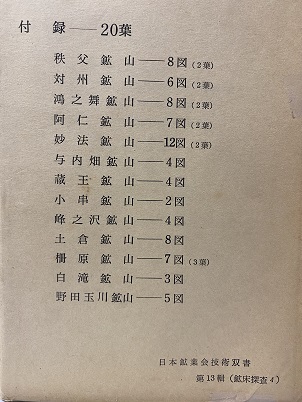 付録──20葉
秩父鉱山──8図(2葉)
対州鉱山──6図(2葉)
鴻之舞鉱山──8図(2葉)
阿仁鉱山──7図(2葉)
妙法鉱山──12図(2葉)
与内畑鉱山──4図
蔵王鉱山──4図
小串鉱山──2図
峰之沢鉱山──4図
土倉鉱山──8図
柵原鉱山──7図(3葉)
白滝鉱山──3図
野田玉川鉱山──5図
日本鉱業会技術双書
第13輯(鉱床探査4)